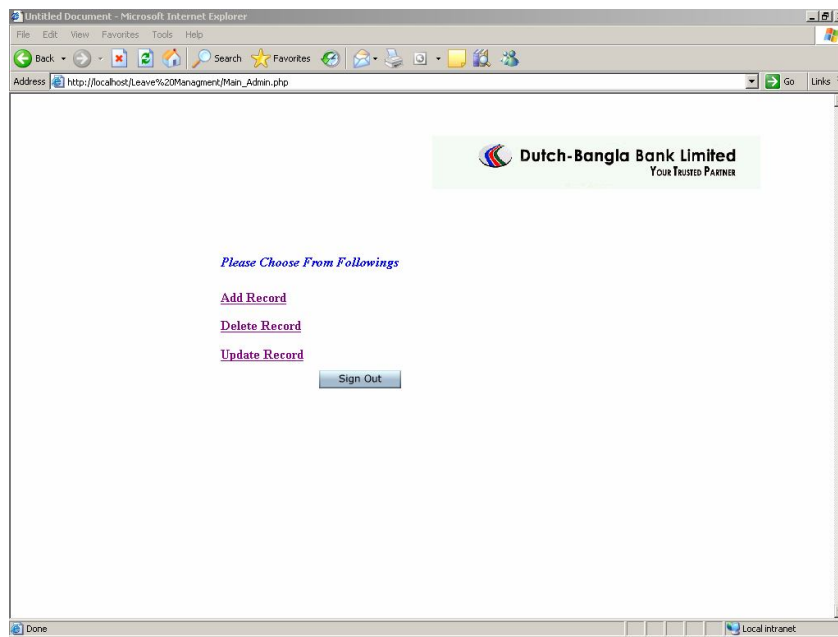 Untitled Document - Microsoft Internet Explorer
File Edit View Favorites Tools Help
Back Search Favorites
Address http://localhost/Leave%20Managment/Main_Admin.php Go Links
Dutch-Bangla Bank Limited
YOUR TRUSTED PARTNER
Please Choose From Followings
Add Record
Delete Record
Update Record
Sign Out
Done Local intranet